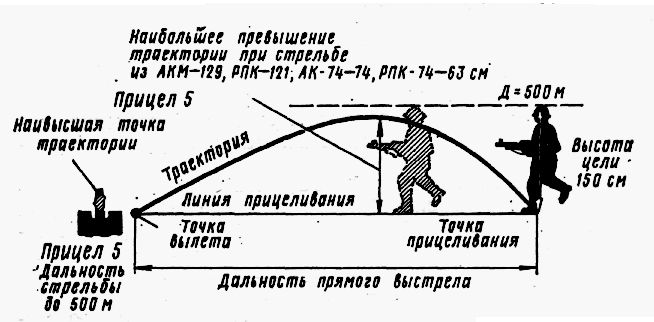 Наибольшее превышение
траектории при стрельбе
из АКМ—129, РПК—121; АК-74—74, РПК-74—63 см
Прицел 5
Д=500 м
Наивысшая точка
траектории
Траектория
Высота
цели
150 см
Линия прицеливания
Точка
вылета
Точка
прицеливания
Прицел 5
Дальность
стрельбы
до 500 м
Дальность прямого выстрела